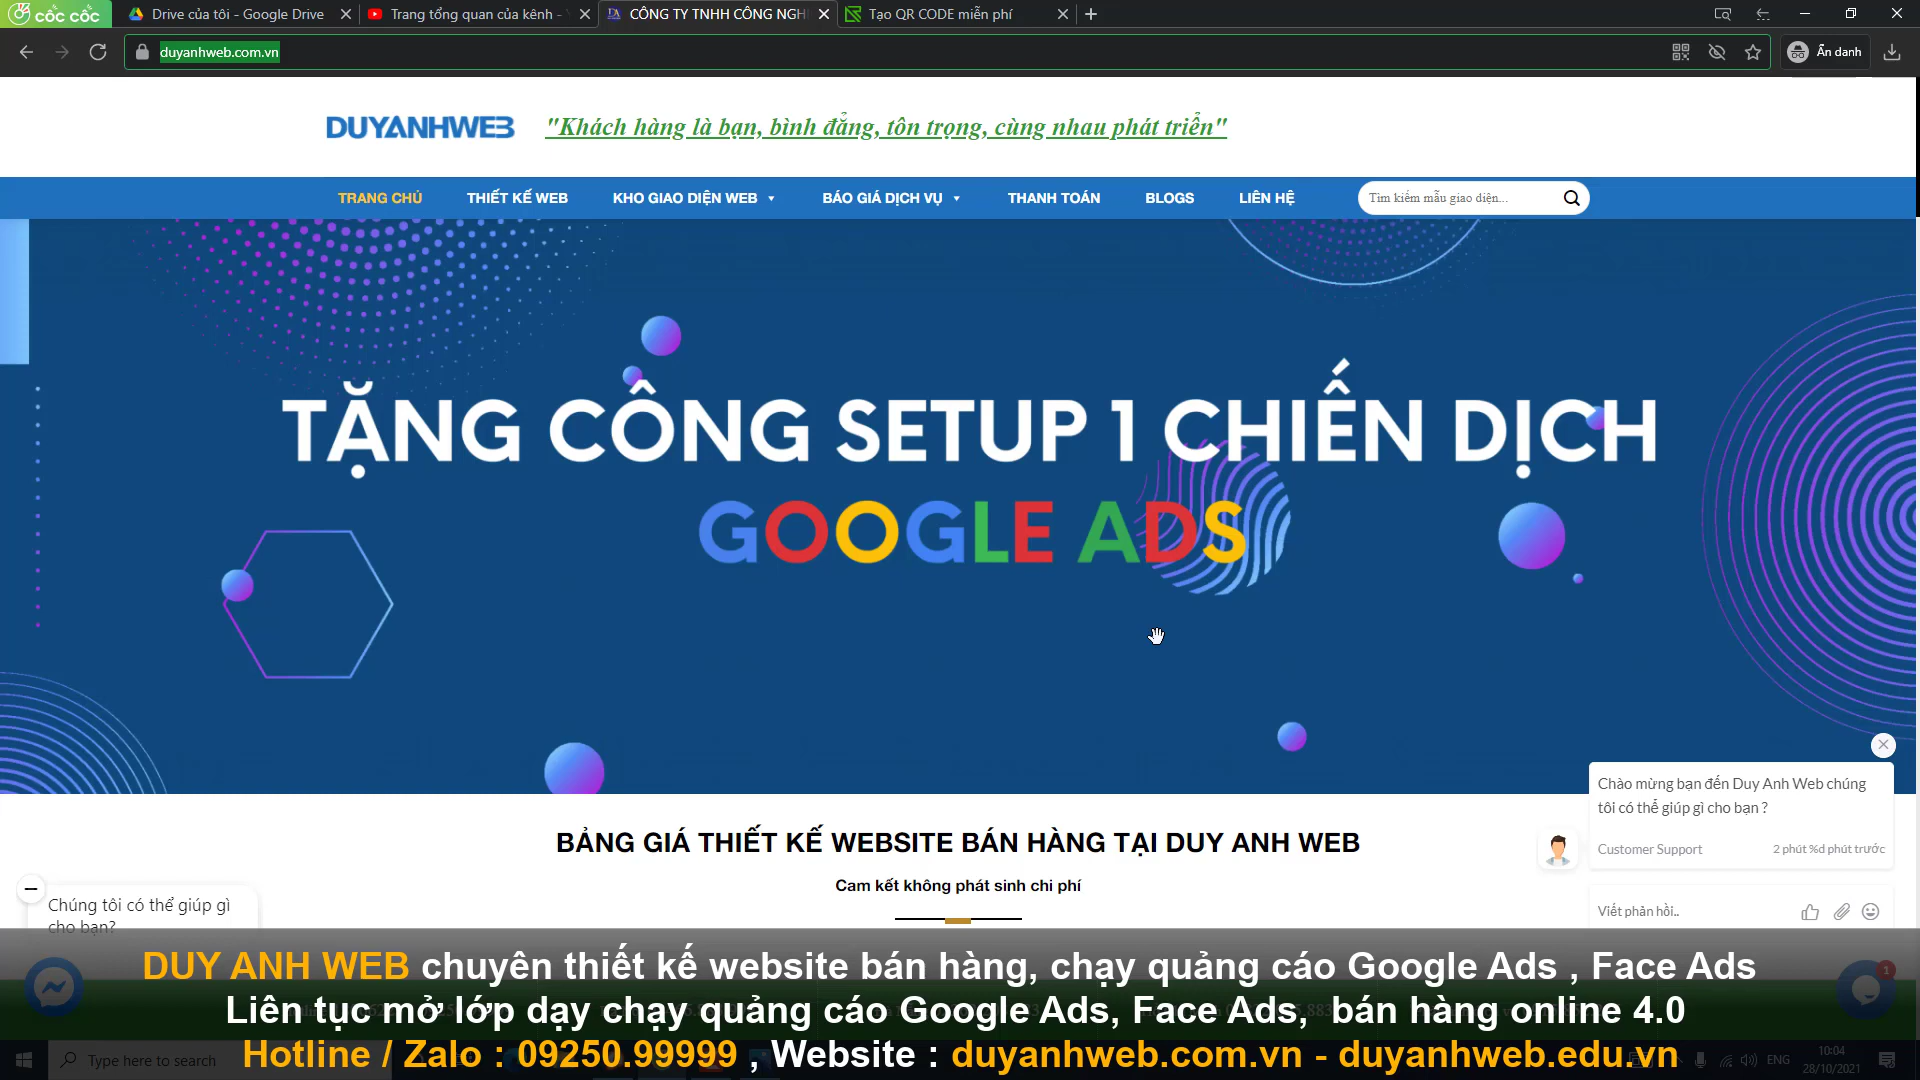 cốc cốc
Drive của tôi - Google Drive
Trang tổng quan của kênh -
CÔNG TY TNHH CÔNG NGH
Tạo QR CODE miễn phí
duyanhweb.com.vn
Ẩn danh
DUYANHWEB
"Khách hàng là bạn, bình đẳng, tôn trọng, cùng nhau phát triển"
TRANG CHỦ THIẾT KẾ WEB KHO GIAO DIỆN WEB BÁO GIÁ DỊCH VỤ THANH TOÁN BLOGS LIÊN HỆ
Tìm kiếm mẫu giao diện...
TẶNG CÔNG SETUP 1 CHIẾN DỊCH
GOOGLE ADS
BẢNG GIÁ THIẾT KẾ WEBSITE BÁN HÀNG TẠI DUY ANH WEB
Cam kết không phát sinh chi phí
Chào mừng bạn đến Duy Anh Web chúng
tôi có thể giúp gì cho bạn ?
Customer Support 2 phút %d phút trước
Viết phản hồi..
Chúng tôi có thể giúp gì
cho bạn?
1
DUY ANH WEB chuyên thiết kế website bán hàng, chạy quảng cáo Google Ads , Face Ads
Liên tục mở lớp dạy chạy quảng cáo Google Ads, Face Ads, bán hàng online 4.0
Hotline / Zalo : 09250.99999 , Website : duyanhweb.com.vn - duyanhweb.edu.vn
Type here to search
ENG
10:04
28/10/2021